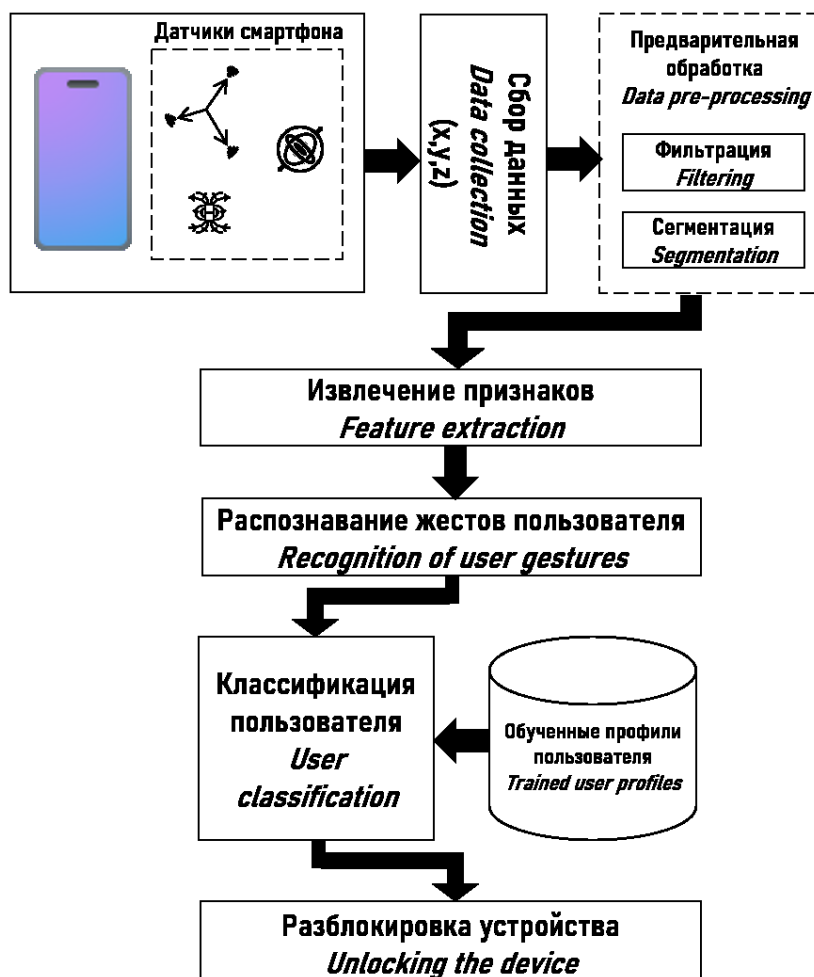 Датчики смартфона
Сбор данных
Data collection
(x,y,z)
Предварительная
обработка
Data pre-processing
Фильтрация
Filtering
Сегментация
Segmentation
Извлечение признаков
Feature extraction
Распознавание жестов пользователя
Recognition of user gestures
Классификация
пользователя
User
classification
Обученные профили
пользователя
Trained user profiles
Разблокировка устройства
Unlocking the device